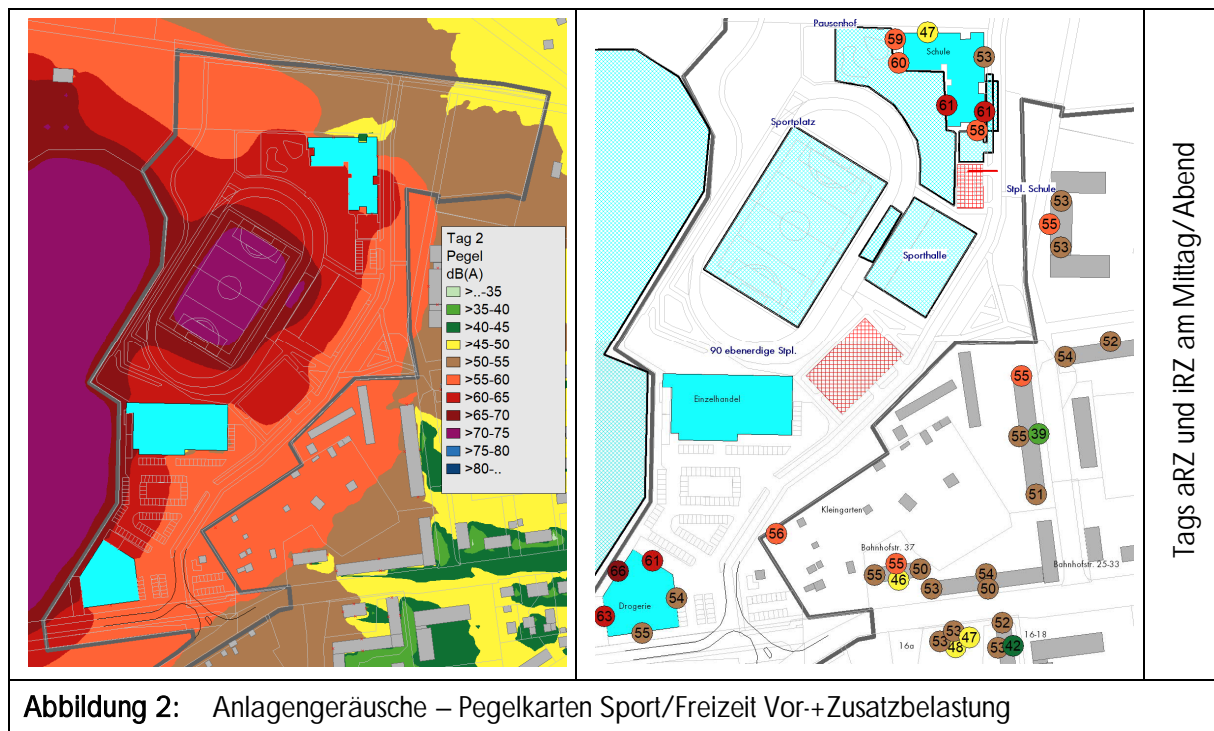 Tag 2
Pegel
dB(A)
>..-35
>35-40
>40-45
>45-50
>50-55
>55-60
>60-65
>65-70
>70-75
>75-80
>80-..
Pausenhof
47
59
Schule
53
60
61
61
58
Sportplatz
Stpl. Schule
53
55
53
Sporthalle
90 ebenerdige Stpl.
52
54
55
Einzelhandel
55
39
51
Kleingarten
56
Bahnhofstr. 37
Bahnhofstr. 25-33
61
66
55
55
50
46
54
53
50
54
Drogerie
63
55
52
53
47
16-18
16a
53
48
53
42
Tags aRZ und iRZ am Mittag/Abend
Abbildung 2: Anlagengeräusche – Pegelkarten Sport/Freizeit Vor-+Zusatzbelastung